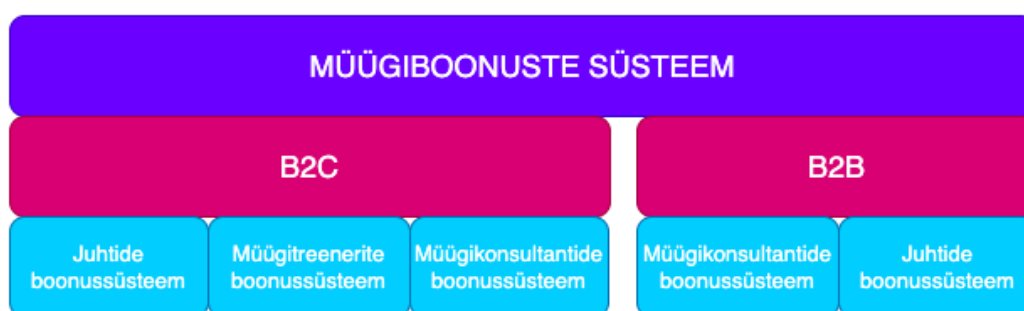 MÜÜGIBOONUSTE SÜSTEEM
B2C
B2B
Juhtide
boonussüsteem
Müügitreenerite
boonussüsteem
Müügikonsultantide
boonussüsteem
Müügikonsultantide
boonussüsteem
Juhtide
boonussüsteem